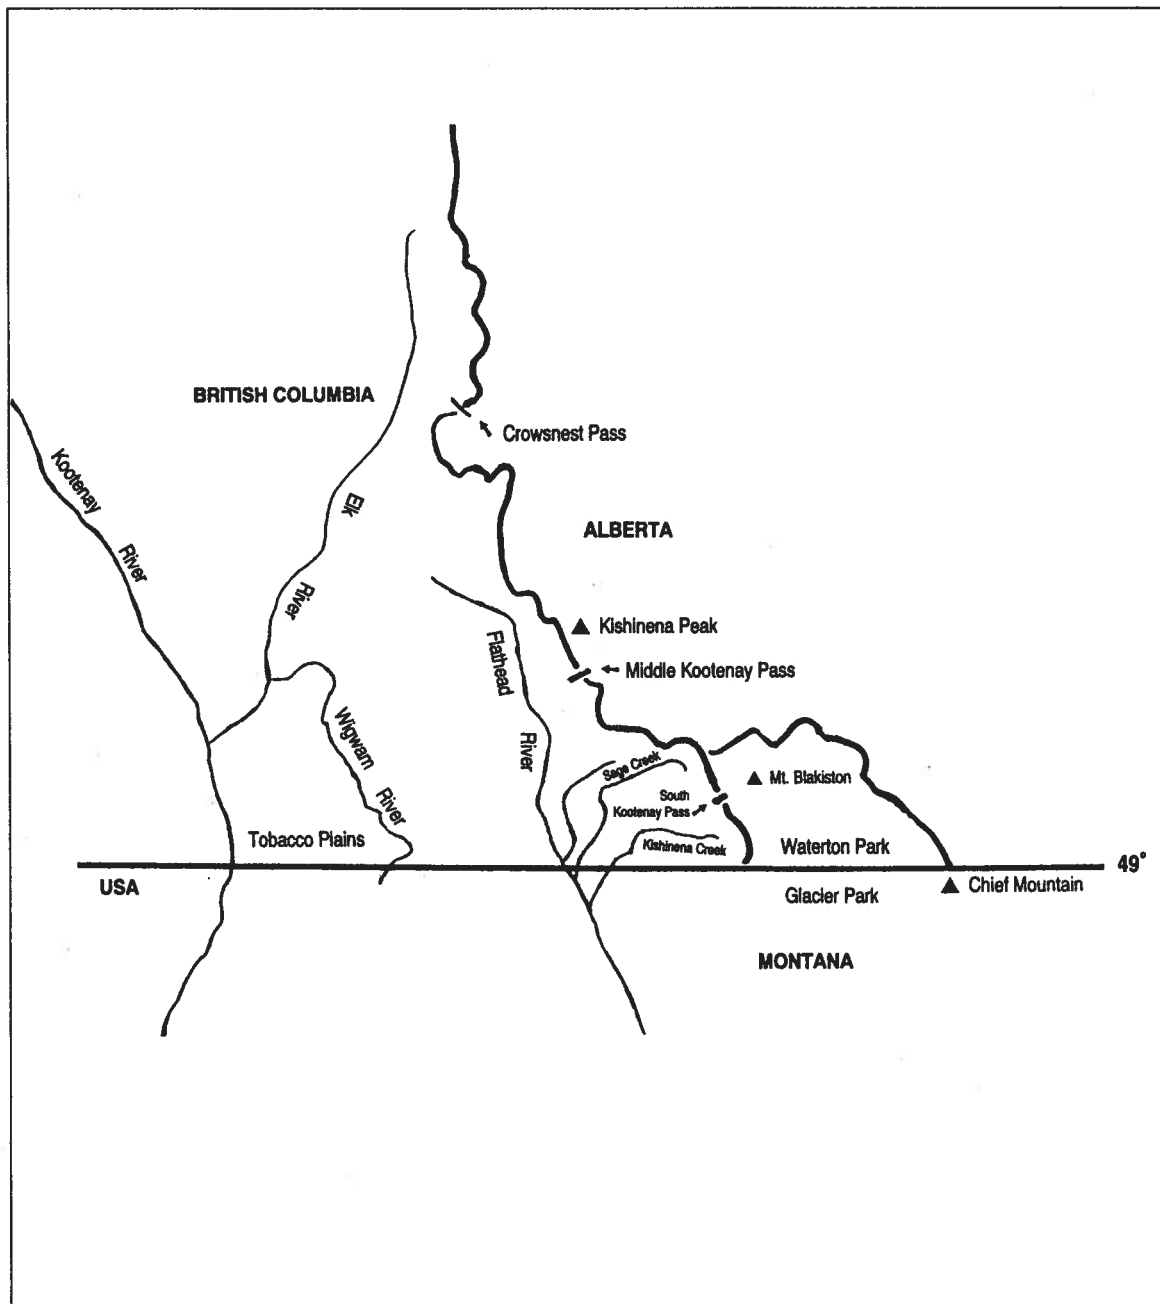 BRITISH COLUMBIA
Crowsnest Pass
Kootenay
River
Elk
River
ALBERTA
Kishinena Peak
Flathead
River
Middle Kootenay Pass
Wigwam
River
Sage Creek
Mt. Blakiston
South
Kootenay Pass
Tobacco Plains
Kishinena Creek
Waterton Park
49°
USA
Chief Mountain
Glacier Park
MONTANA